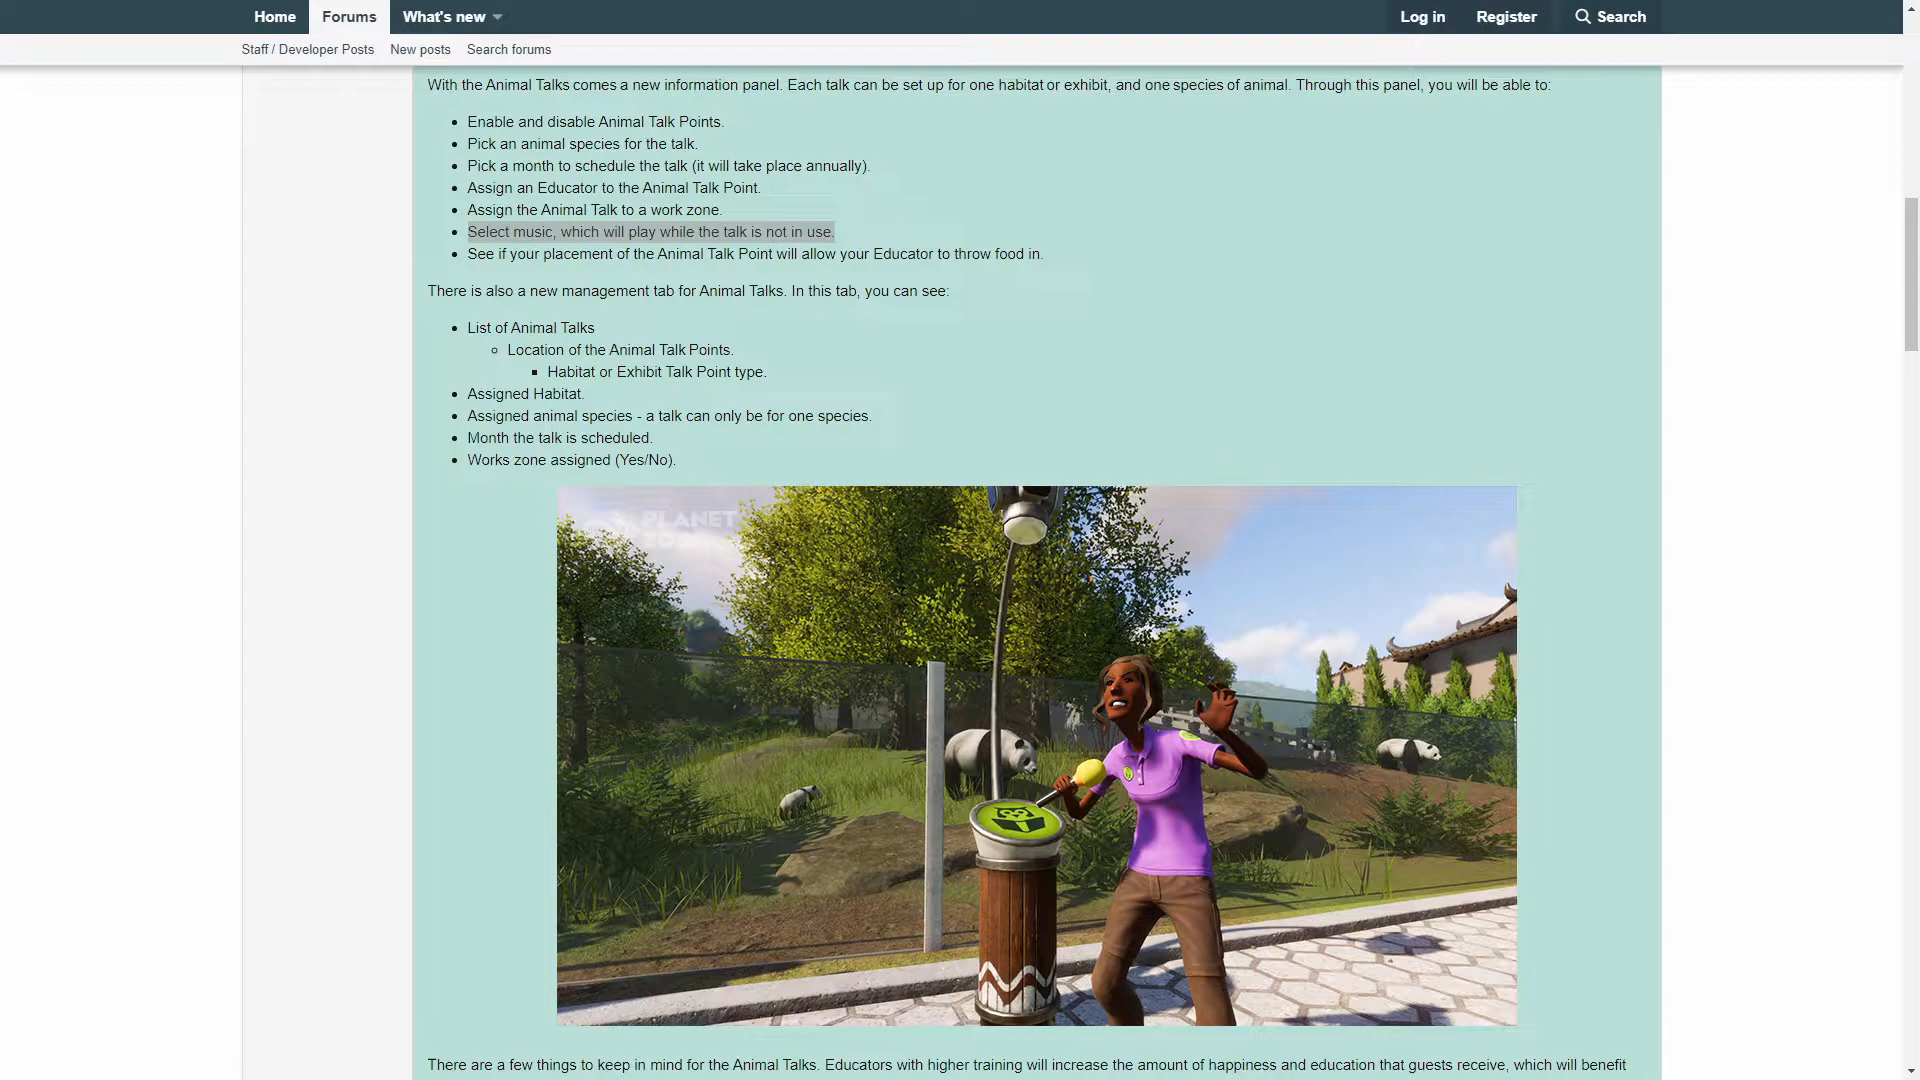 Home
Forums
What's new
Log in
Register
Search
Staff / Developer Posts
New posts
Search forums
With the Animal Talks comes a new information panel. Each talk can be set up for one habitat or exhibit, and one species of animal. Through this panel, you will be able to:
Enable and disable Animal Talk Points.
Pick an animal species for the talk.
Pick a month to schedule the talk (it will take place annually).
Assign an Educator to the Animal Talk Point.
Assign the Animal Talk to a work zone.
Select music, which will play while the talk is not in use.
See if your placement of the Animal Talk Point will allow your Educator to throw food in.
There is also a new management tab for Animal Talks. In this tab, you can see:
List of Animal Talks
Location of the Animal Talk Points.
Habitat or Exhibit Talk Point type.
Assigned Habitat.
Assigned animal species - a talk can only be for one species.
Month the talk is scheduled.
Works zone assigned (Yes/No).
PLANET
ZOO
There are a few things to keep in mind for the Animal Talks. Educators with higher training will increase the amount of happiness and education that guests receive, which will benefit